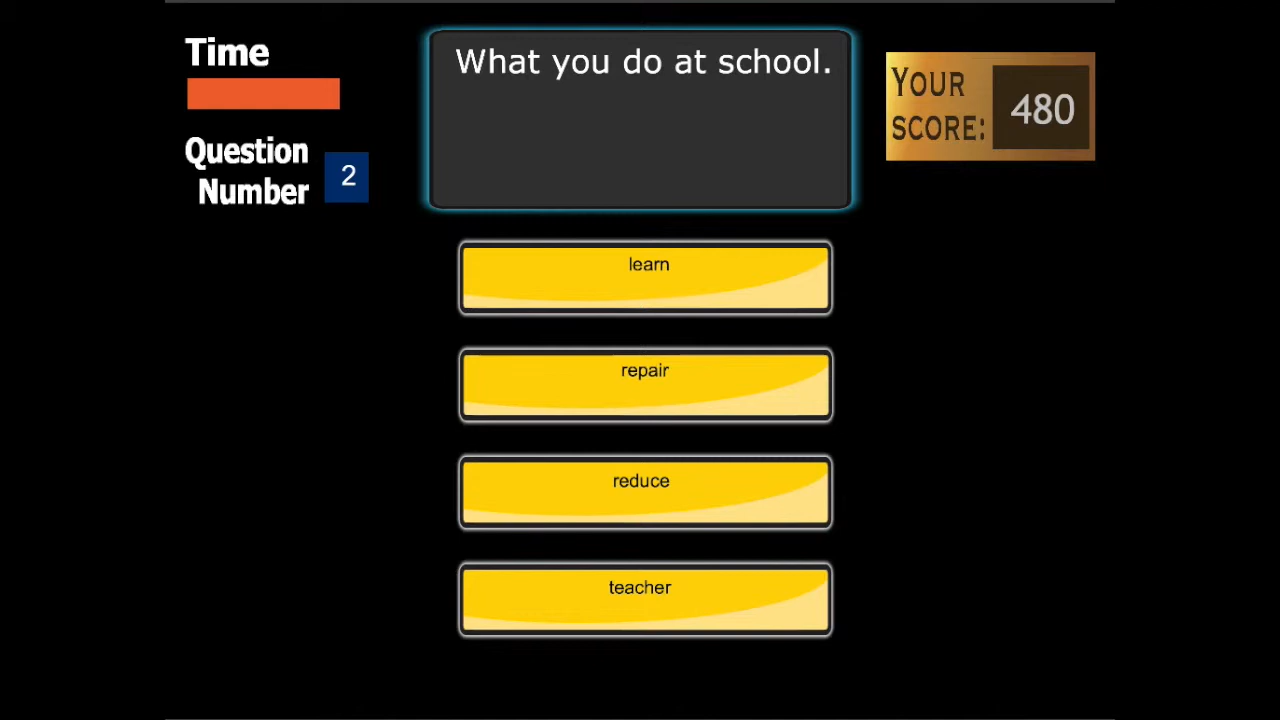 Time
Question
Number
2
What you do at school.
YOUR
SCORE:
480
learn
repair
reduce
teacher